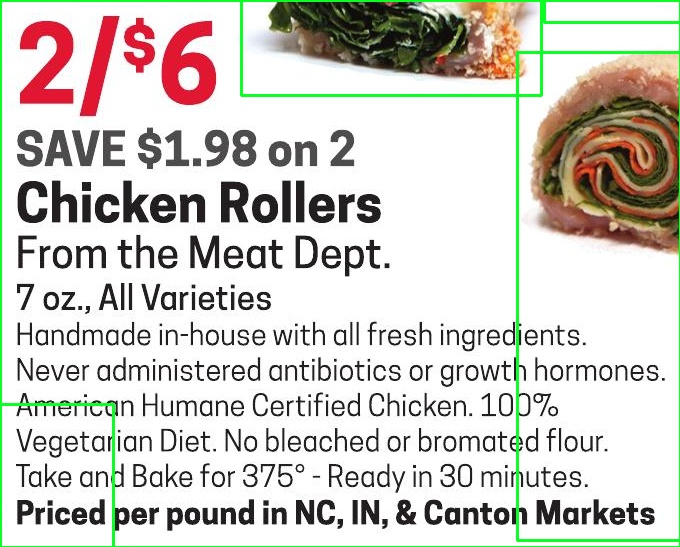 2/$6
SAVE $1.98 on 2
Chicken Rollers
From the Meat Dept.
7 oz., All Varieties
Handmade in-house with all fresh ingredients.
Never administered antibiotics or growth hormones.
American Humane Certified Chicken. 100%
Vegetarian Diet. No bleached or bromated flour.
Take and Bake for 375° - Ready in 30 minutes.
Priced per pound in NC, IN, & Canton Markets